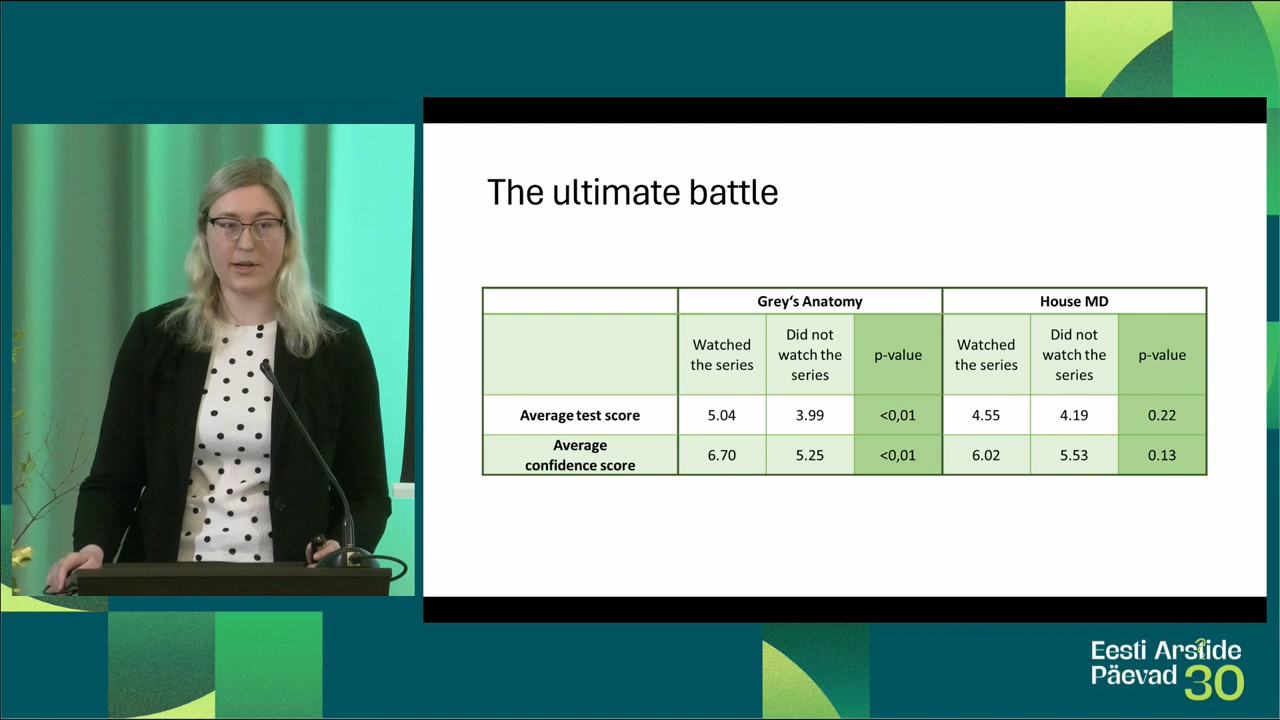 The ultimate battle
Grey‘s Anatomy
House MD
Watched
the series
Did not
watch the
series
p-value
Watched
the series
Did not
watch the
series
p-value
Average test score
5.04
3.99
<0,01
4.55
4.19
0.22
Average
confidence score
6.70
5.25
<0,01
6.02
5.53
0.13
Eesti Arstide
Päevad 30